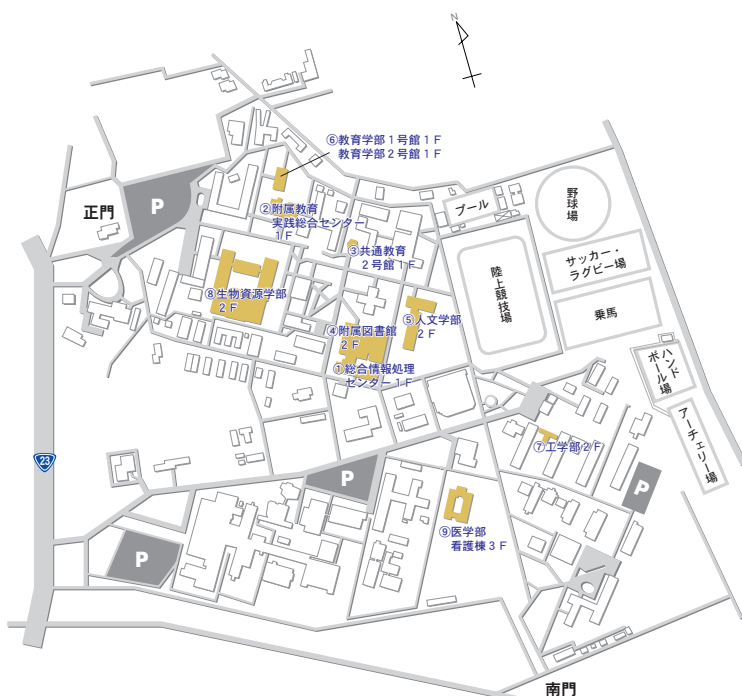 N
⑥教育学部1号館1F
教育学部2号館1F
正門
P
②附属教育
実践総合センター
1F
プール
野球場
③共通教育
2号館1F
サッカー・
ラグビー場
陸上競技場
⑧生物資源学部
2F
乗馬
⑤人文学部
2F
④附属図書館
2F
①総合情報処理
センター1F
ハンド
ボール場
アーチェリー場
⑦工学部2F
23
P
P
⑨医学部
看護棟3F
P
南門